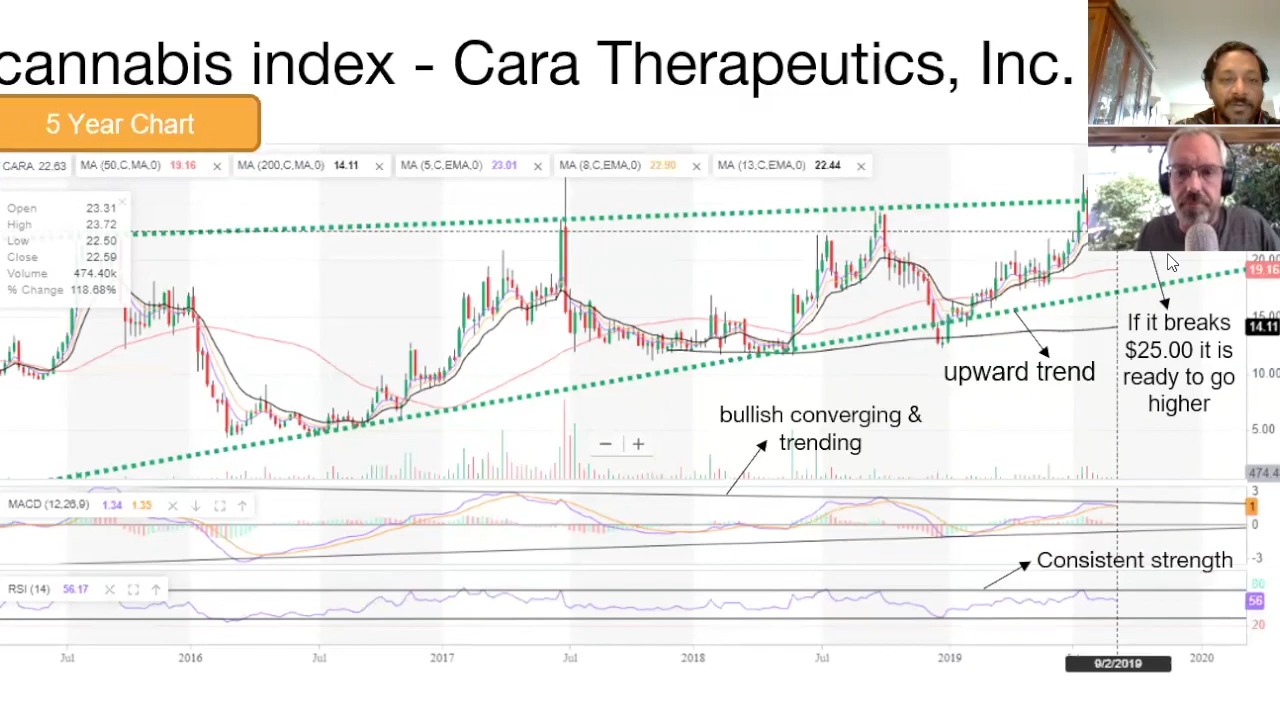 cannabis index - Cara Therapeutics, Inc.
5 Year Chart
CARA 22.63 MA (50,C,MA,0) 19.16 MA (200,C,MA,0) 14.11 MA (5,C,EMA,0) 23.01 MA (8,C,EMA,0) 22.90 MA (13,C,EMA,0) 22.44
Open 23.31
High 23.72
Low 22.50
Close 22.59
Volume 474.40k
% Change 118.68%
20.00
19.16
15.00
14.11
10.00
5.00
474.4
If it breaks
$25.00 it is
ready to go
higher
upward trend
bullish converging &
trending
MACD (12,26,9) 1.34 1.35
3
1
0
-3
Consistent strength
RSI (14) 56.17
80
56
20
Jul 2016 Jul 2017 Jul 2018 Jul 2019 9/2/2019 2020